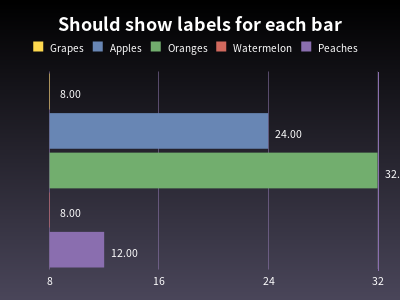 Should show labels for each bar
Grapes Apples Oranges Watermelon Peaches
8.00
24.00
32.
8.00
12.00
8 16 24 32